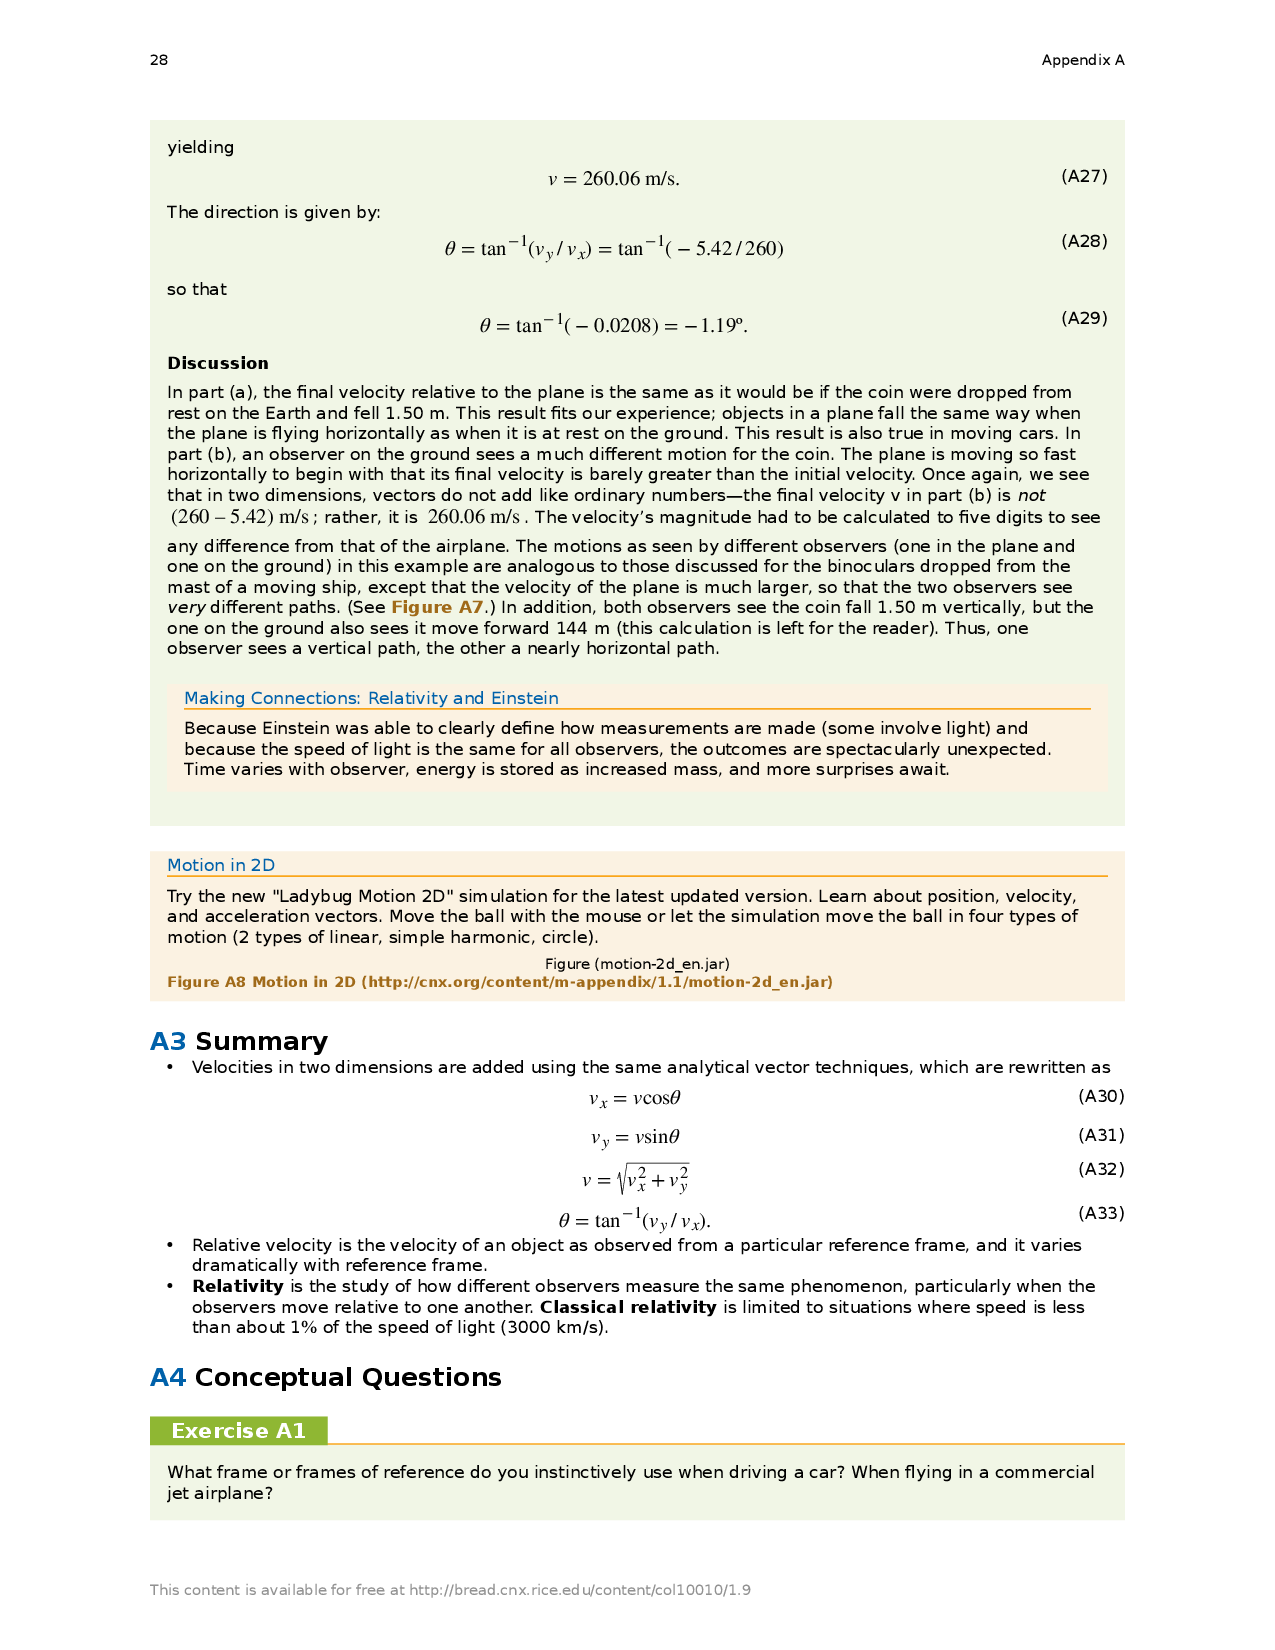 28 Appendix A
yielding
v = 260.06 m/s. (A27)
The direction is given by:
θ = tan⁻¹(v_y / v_x) = tan⁻¹( − 5.42 / 260) (A28)
so that
θ = tan⁻¹( − 0.0208) = − 1.19º. (A29)
Discussion
In part (a), the final velocity relative to the plane is the same as it would be if the coin were dropped from
rest on the Earth and fell 1.50 m. This result fits our experience; objects in a plane fall the same way when
the plane is flying horizontally as when it is at rest on the ground. This result is also true in moving cars. In
part (b), an observer on the ground sees a much different motion for the coin. The plane is moving so fast
horizontally to begin with that its final velocity is barely greater than the initial velocity. Once again, we see
that in two dimensions, vectors do not add like ordinary numbers—the final velocity v in part (b) is not
(260 – 5.42) m/s ; rather, it is 260.06 m/s . The velocity’s magnitude had to be calculated to five digits to see
any difference from that of the airplane. The motions as seen by different observers (one in the plane and
one on the ground) in this example are analogous to those discussed for the binoculars dropped from the
mast of a moving ship, except that the velocity of the plane is much larger, so that the two observers see
very different paths. (See Figure A7.) In addition, both observers see the coin fall 1.50 m vertically, but the
one on the ground also sees it move forward 144 m (this calculation is left for the reader). Thus, one
observer sees a vertical path, the other a nearly horizontal path.
Making Connections: Relativity and Einstein
Because Einstein was able to clearly define how measurements are made (some involve light) and
because the speed of light is the same for all observers, the outcomes are spectacularly unexpected.
Time varies with observer, energy is stored as increased mass, and more surprises await.
Motion in 2D
Try the new "Ladybug Motion 2D" simulation for the latest updated version. Learn about position, velocity,
and acceleration vectors. Move the ball with the mouse or let the simulation move the ball in four types of
motion (2 types of linear, simple harmonic, circle).
Figure (motion-2d_en.jar)
Figure A8 Motion in 2D (http://cnx.org/content/m-appendix/1.1/motion-2d_en.jar)
A3 Summary
• Velocities in two dimensions are added using the same analytical vector techniques, which are rewritten as
v_x = vcosθ (A30)
v_y = vsinθ (A31)
v = √(v_x² + v_y²) (A32)
θ = tan⁻¹(v_y / v_x). (A33)
• Relative velocity is the velocity of an object as observed from a particular reference frame, and it varies
dramatically with reference frame.
• Relativity is the study of how different observers measure the same phenomenon, particularly when the
observers move relative to one another. Classical relativity is limited to situations where speed is less
than about 1% of the speed of light (3000 km/s).
A4 Conceptual Questions
Exercise A1
What frame or frames of reference do you instinctively use when driving a car? When flying in a commercial
jet airplane?
This content is available for free at http://bread.cnx.rice.edu/content/col10010/1.9